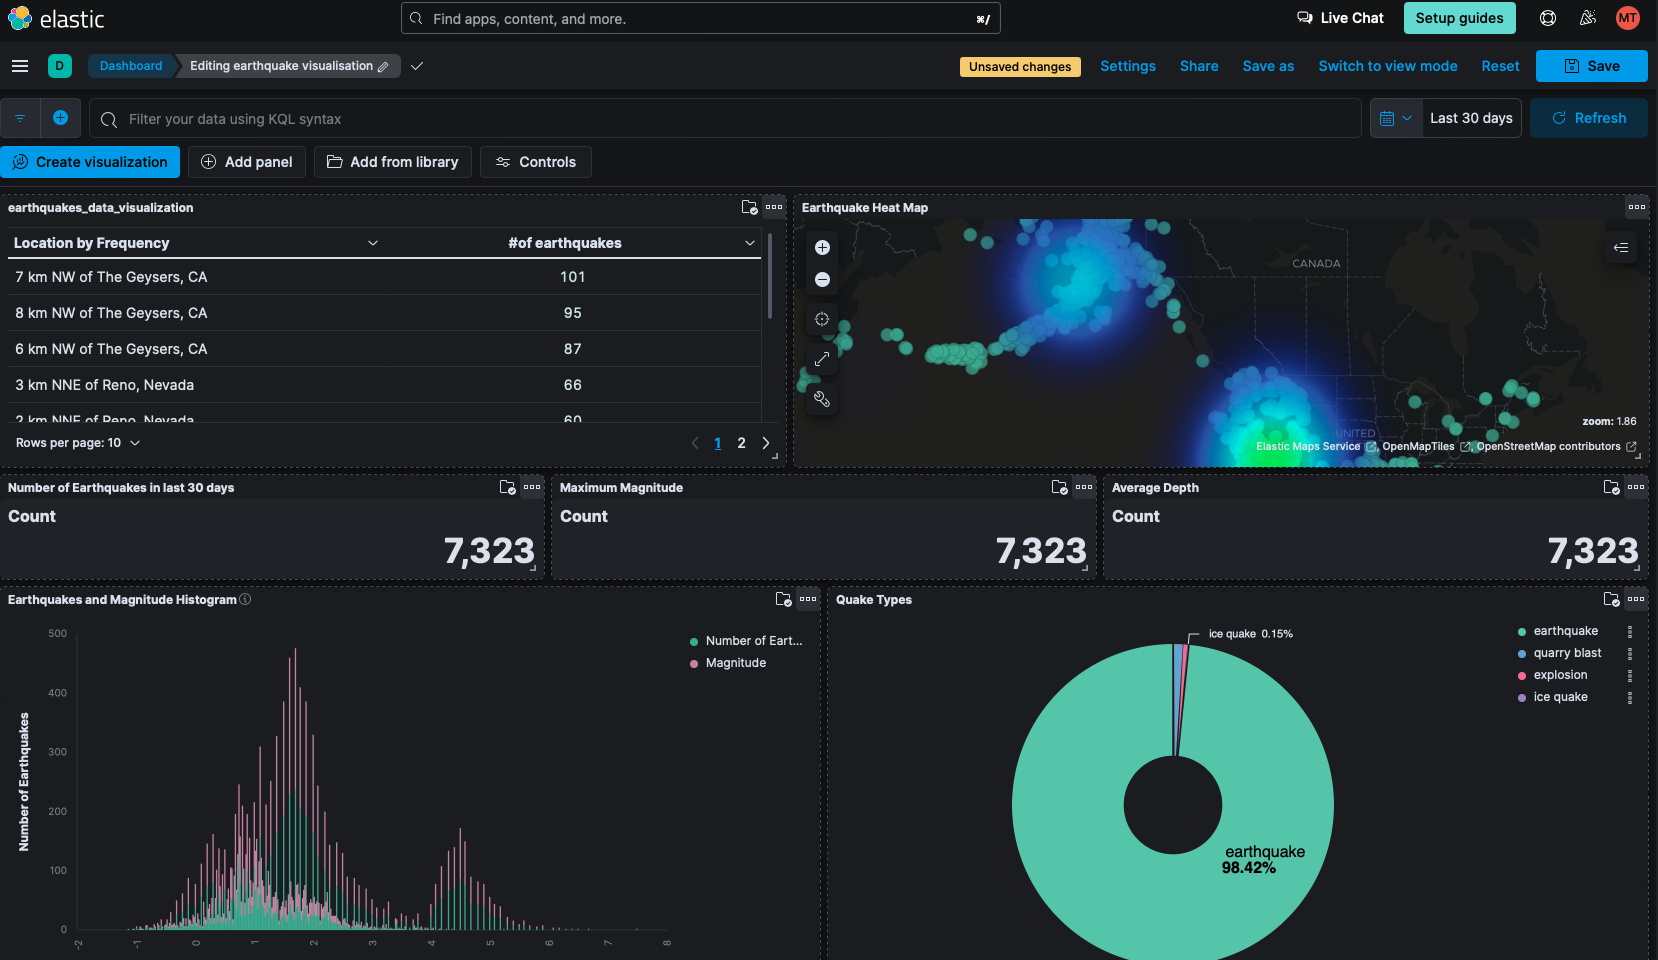 elastic
Find apps, content, and more.
⌘/
Live Chat
Setup guides
MT
D
Dashboard
Editing earthquake visualisation
Unsaved changes
Settings
Share
Save as
Switch to view mode
Reset
Save
Filter your data using KQL syntax
Last 30 days
Refresh
Create visualization
Add panel
Add from library
Controls
earthquakes_data_visualization
Location by Frequency
#of earthquakes
7 km NW of The Geysers, CA
101
8 km NW of The Geysers, CA
95
6 km NW of The Geysers, CA
87
3 km NNE of Reno, Nevada
66
2 km NNE of Reno, Nevada
60
Rows per page: 10
1
2
Earthquake Heat Map
CANADA
UNITED
zoom: 1.86
Elastic Maps Service, OpenMapTiles, OpenStreetMap contributors
Number of Earthquakes in last 30 days
Count
7,323
Maximum Magnitude
Count
7,323
Average Depth
Count
7,323
Earthquakes and Magnitude Histogram
Number of Earthquakes
500
400
300
200
100
0
-2
-1
0
1
2
3
4
5
6
7
8
Number of Eart...
Magnitude
Quake Types
ice quake 0.15%
earthquake
98.42%
earthquake
quarry blast
explosion
ice quake